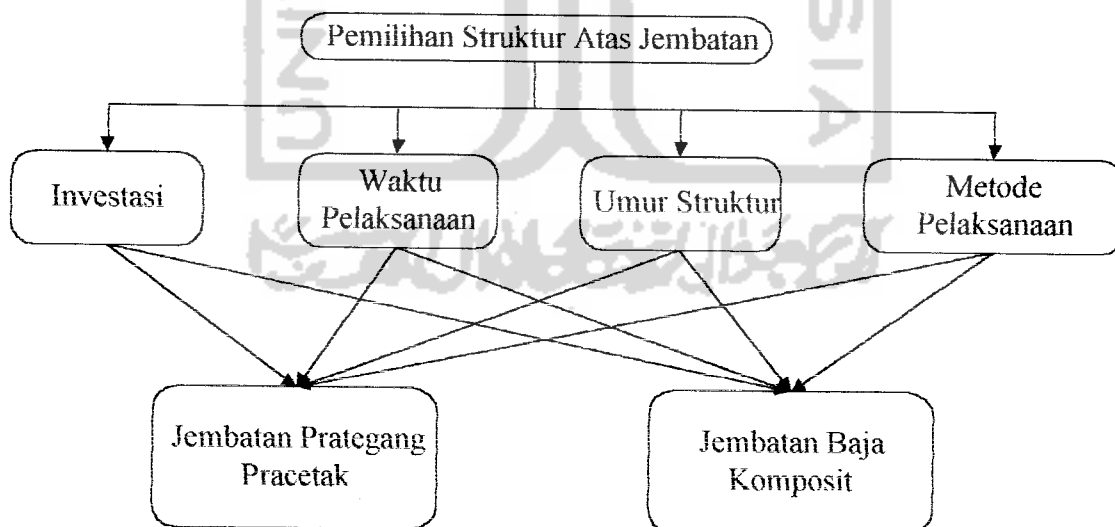 Pemilihan Struktur Atas Jembatan
Investasi
Waktu
Pelaksanaan
Umur Struktur
Metode
Pelaksanaan
Jembatan Prategang
Pracetak
Jembatan Baja
Komposit